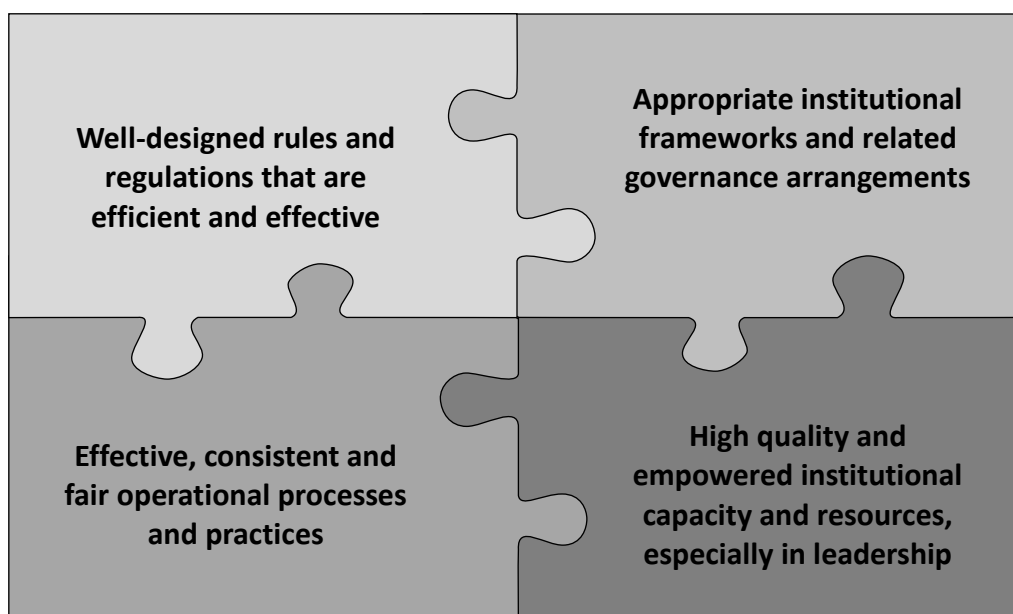 Well-designed rules and
regulations that are
efficient and effective
Appropriate institutional
frameworks and related
governance arrangements
Effective, consistent and
fair operational processes
and practices
High quality and
empowered institutional
capacity and resources,
especially in leadership